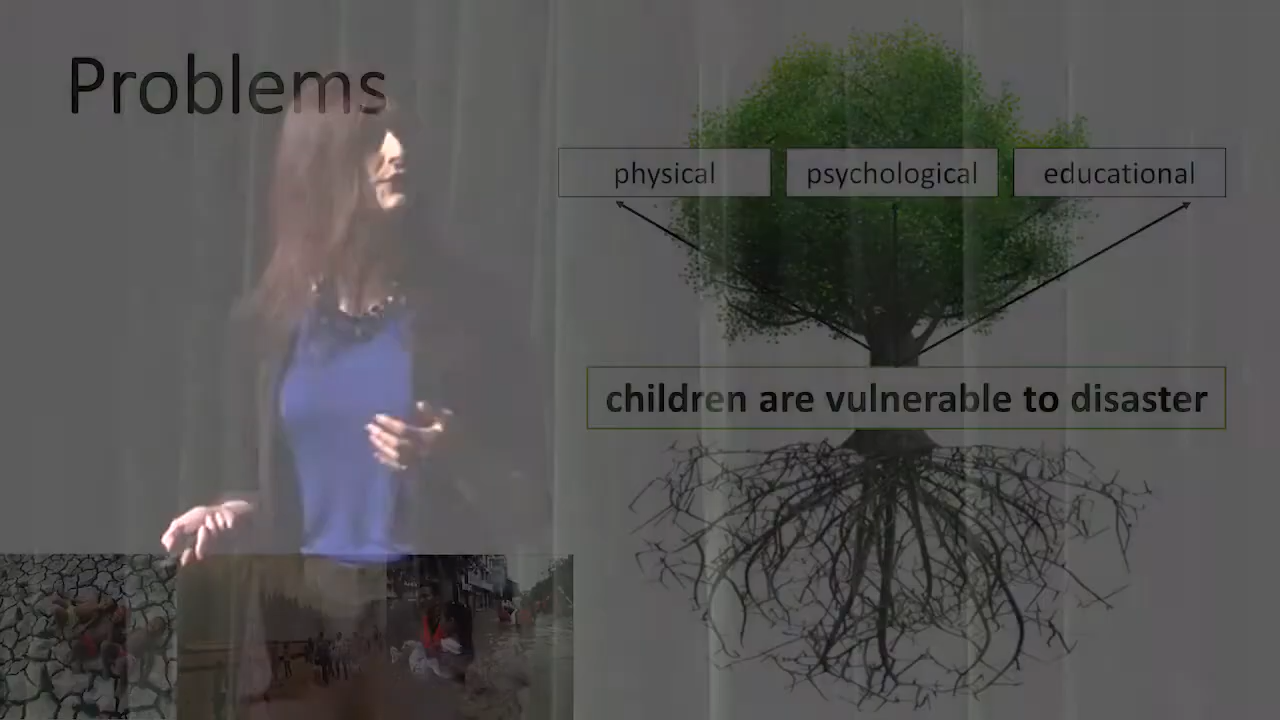 Problems
physical
psychological
educational
children are vulnerable to disaster